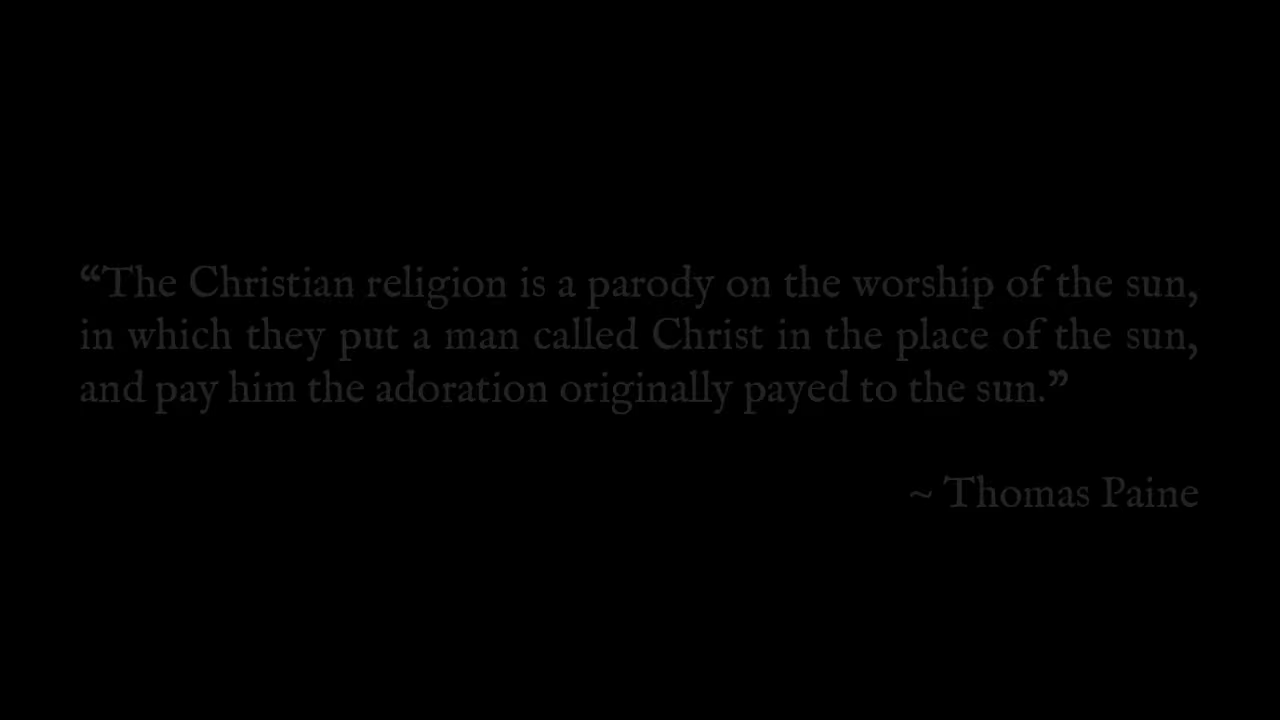 “The Christian religion is a parody on the worship of the sun,
in which they put a man called Christ in the place of the sun,
and pay him the adoration originally payed to the sun.”
~ Thomas Paine